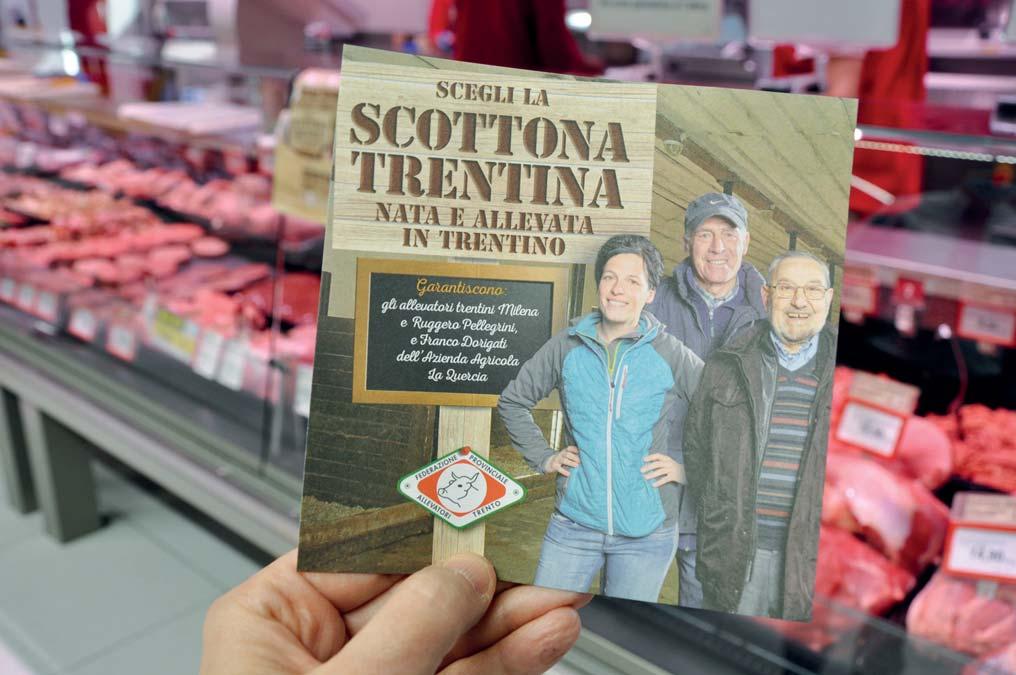 SCEGLI LA
SCOTTONA
TRENTINA
NATA E ALLEVATA
IN TRENTINO
Garantiscono:
gli allevatori trentini Milena
e Ruggero Pellegrini,
e Franco Dorigati
dell'Azienda Agricola
La Quercia
FEDERAZIONE PROVINCIALE
ALLEVATORI TRENTO